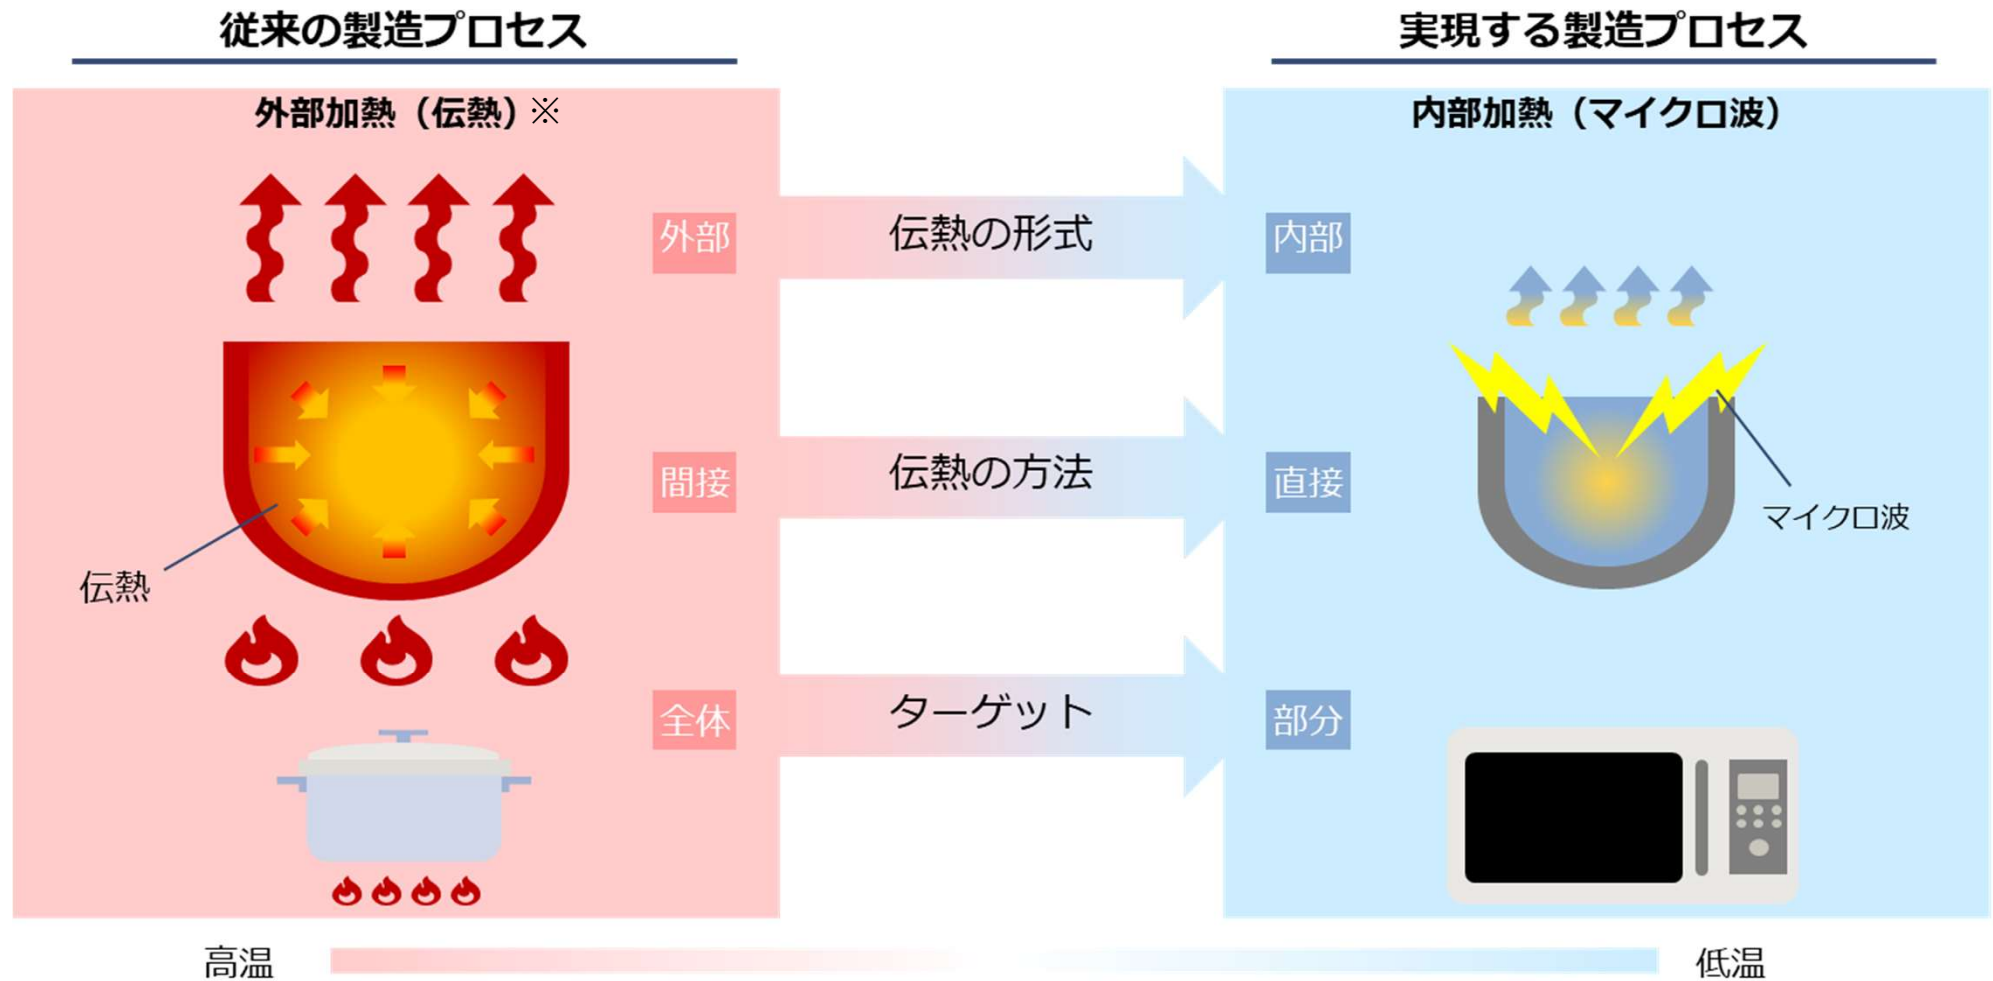 従来の製造プロセス
実現する製造プロセス
外部加熱（伝熱）※
内部加熱（マイクロ波）
外部
伝熱の形式
内部
間接
伝熱の方法
直接
マイクロ波
伝熱
全体
ターゲット
部分
高温
低温